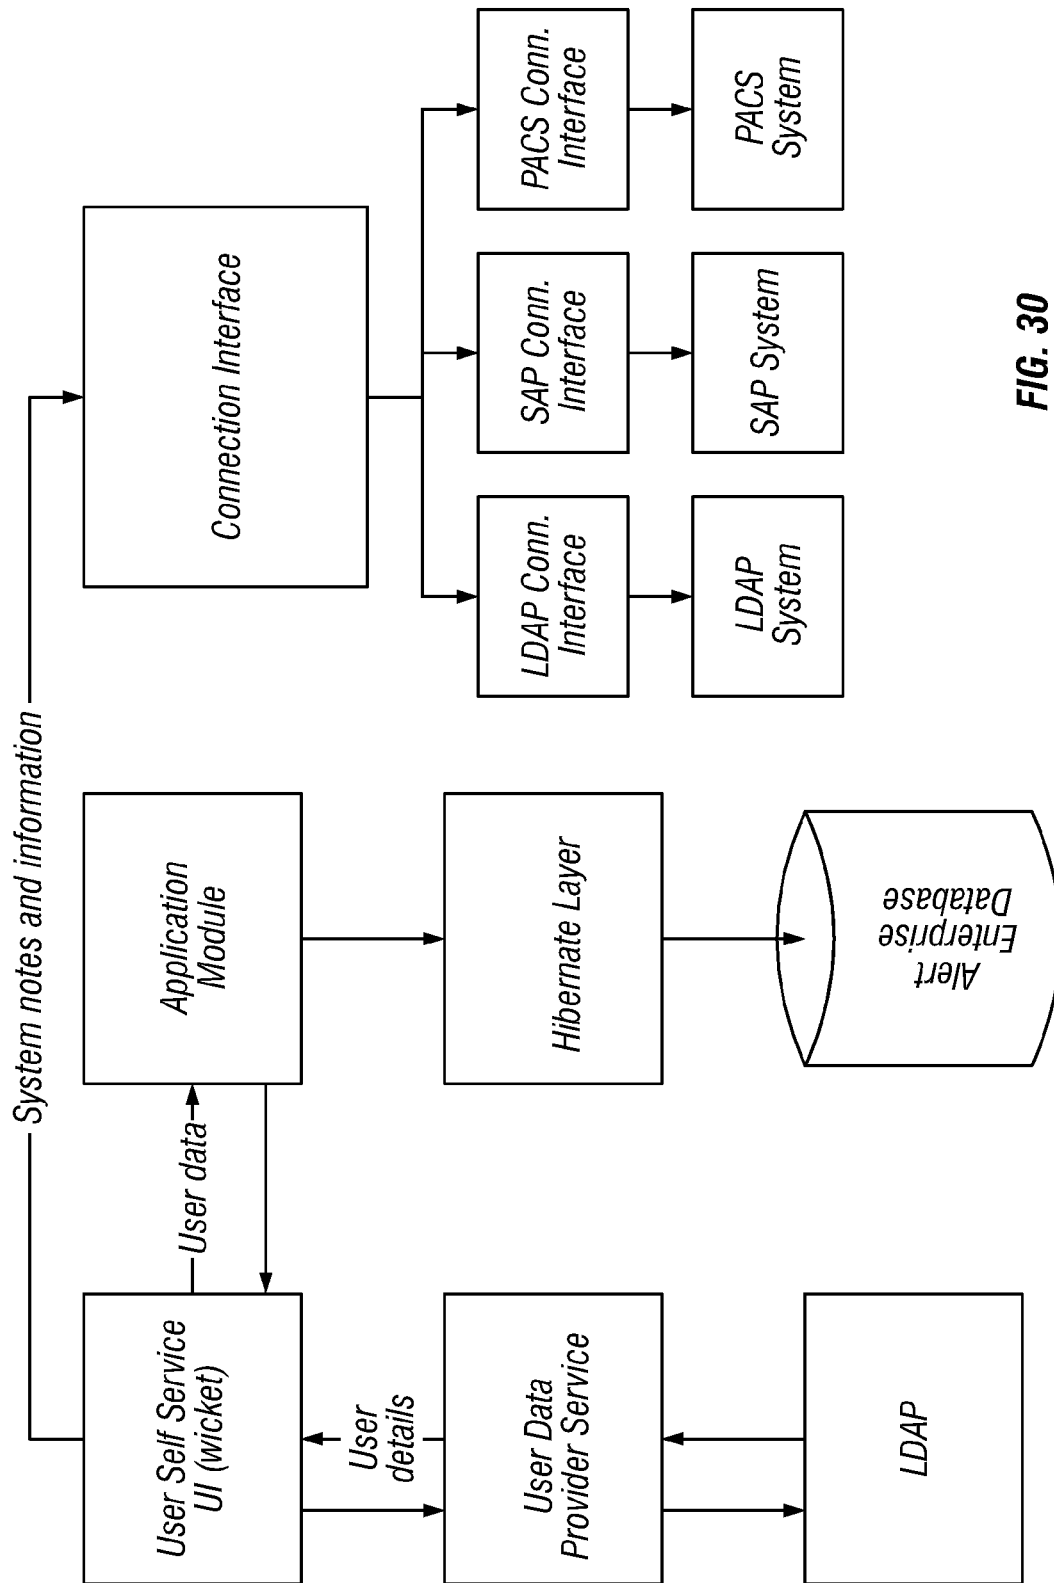 System notes and information
User Self Service
UI (wicket)
User data
Application
Module
Connection Interface
User
details
User Data
Provider Service
Hibernate Layer
LDAP Conn.
Interface
SAP Conn.
Interface
PACS Conn.
Interface
LDAP
System
SAP System
PACS
System
LDAP
Alert
Enterprise
Database
FIG. 30